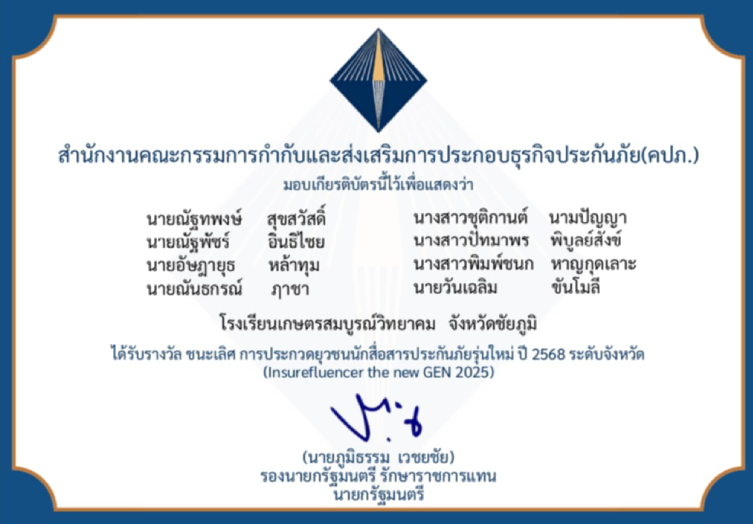 สำนักงานคณะกรรมการกำกับและส่งเสริมการประกอบธุรกิจประกันภัย(คปภ.)
มอบเกียรติบัตรนี้ไว้เพื่อแสดงว่า
นายณัฐทพงษ์ สุขสวัสดิ์ นางสาวชุติกานต์ นามปัญญา
นายณัฐพัชร์ อินธิไชย นางสาวปัทมาพร พิบูลย์สังข์
นายอัษฎายุธ หล้าทุม นางสาวพิมพ์ชนก หาญกุดเลาะ
นายณันธกรณ์ ฦาชา นายวันเฉลิม ขันโมลี
โรงเรียนเกษตรสมบูรณ์วิทยาคม จังหวัดชัยภูมิ
ได้รับรางวัล ชนะเลิศ การประกวดยุวชนนักสื่อสารประกันภัยรุ่นใหม่ ปี 2568 ระดับจังหวัด
(Insurefluencer the new GEN 2025)
(นายภูมิธรรม เวชยชัย)
รองนายกรัฐมนตรี รักษาราชการแทน
นายกรัฐมนตรี